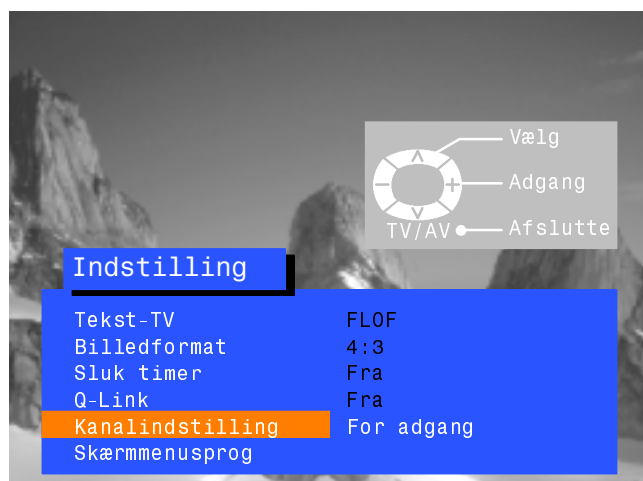 Vælg
Adgang
TV/AV Afslutte
Indstilling
Tekst-TV FLOF
Billedformat 4:3
Sluk timer Fra
Q-Link Fra
Kanalindstilling For adgang
Skærmmenusprog